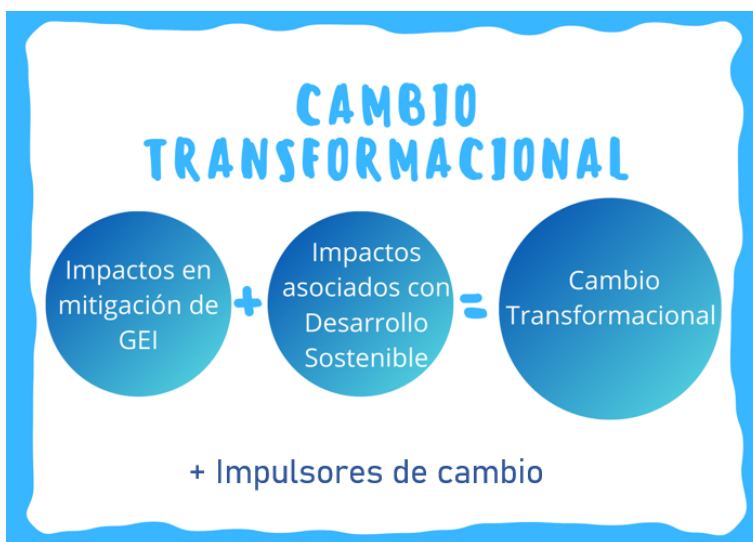 CAMBIO
TRANSFORMACIONAL
Impactos en
mitigación de
GEI
+
Impactos
asociados con
Desarrollo
Sostenible
=
Cambio
Transformacional
+ Impulsores de cambio